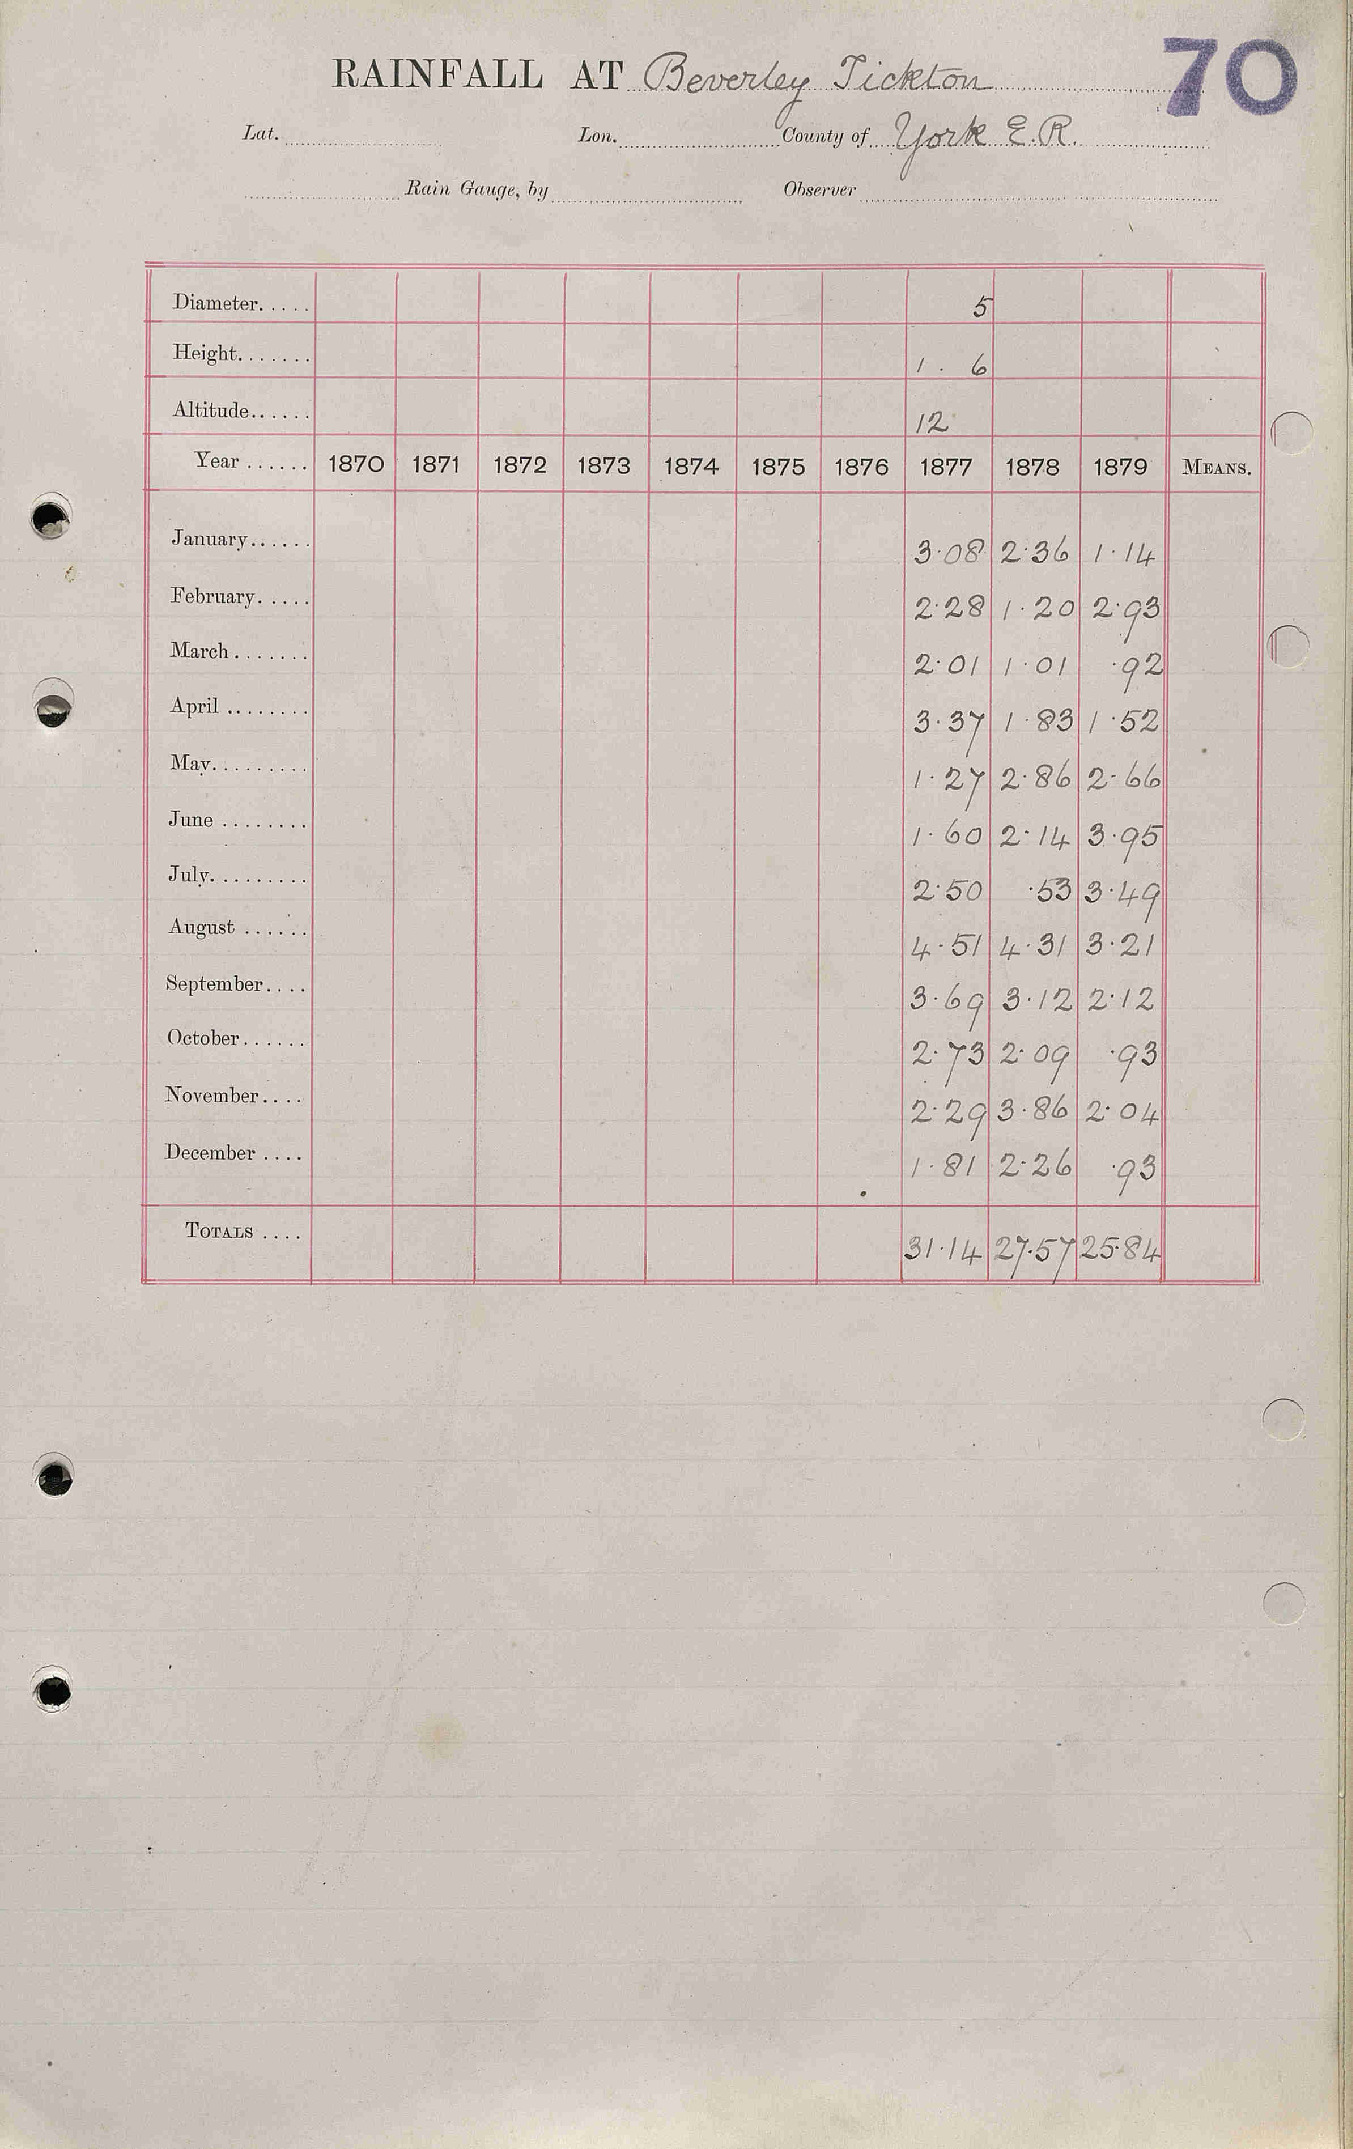 70
RAINFALL AT Beverley Tickton
Lat. Lon. County of York E.R.
Rain Gauge, by Observer
Diameter 5
Height 1 . 6
Altitude 12
Year 1870 1871 1872 1873 1874 1875 1876 1877 1878 1879 MEANS.
January 3·08 2·36 1·14
February 2·28 1·20 2·93
March 2·01 1·01 ·92
April 3·37 1·83 1·52
May 1·27 2·86 2·66
June 1·60 2·14 3·95
July 2·50 ·53 3·49
August 4·51 4·31 3·21
September 3·69 3·12 2·12
October 2·73 2·09 ·93
November 2·29 3·86 2·04
December 1·81 2·26 ·93
TOTALS 31·14 27·57 25·84